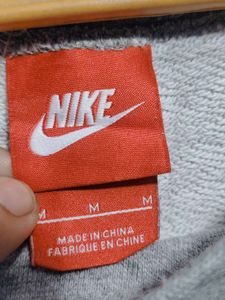 NIKE
M M M
MADE IN CHINA
FABRIQUE EN CHINE